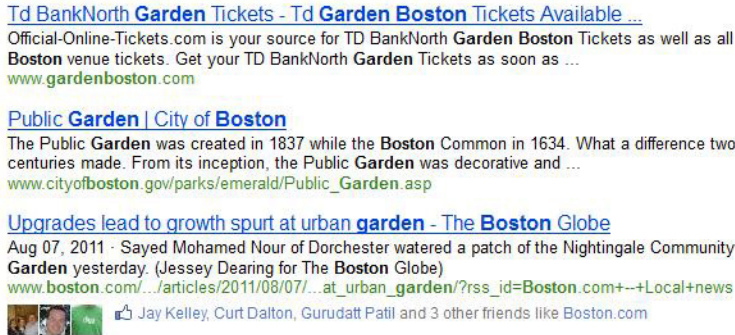 Td BankNorth Garden Tickets - Td Garden Boston Tickets Available ...
Official-Online-Tickets.com is your source for TD BankNorth Garden Boston Tickets as well as all
Boston venue tickets. Get your TD BankNorth Garden Tickets as soon as ...
www.gardenboston.com
Public Garden | City of Boston
The Public Garden was created in 1837 while the Boston Common in 1634. What a difference two
centuries made. From its inception, the Public Garden was decorative and ...
www.cityofboston.gov/parks/emerald/Public_Garden.asp
Upgrades lead to growth spurt at urban garden - The Boston Globe
Aug 07, 2011 · Sayed Mohamed Nour of Dorchester watered a patch of the Nightingale Community
Garden yesterday. (Jessey Dearing for The Boston Globe)
www.boston.com/.../articles/2011/08/07/...at_urban_garden/?rss_id=Boston.com+--+Local+news
Jay Kelley, Curt Dalton, Gurudatt Patil and 3 other friends like Boston.com